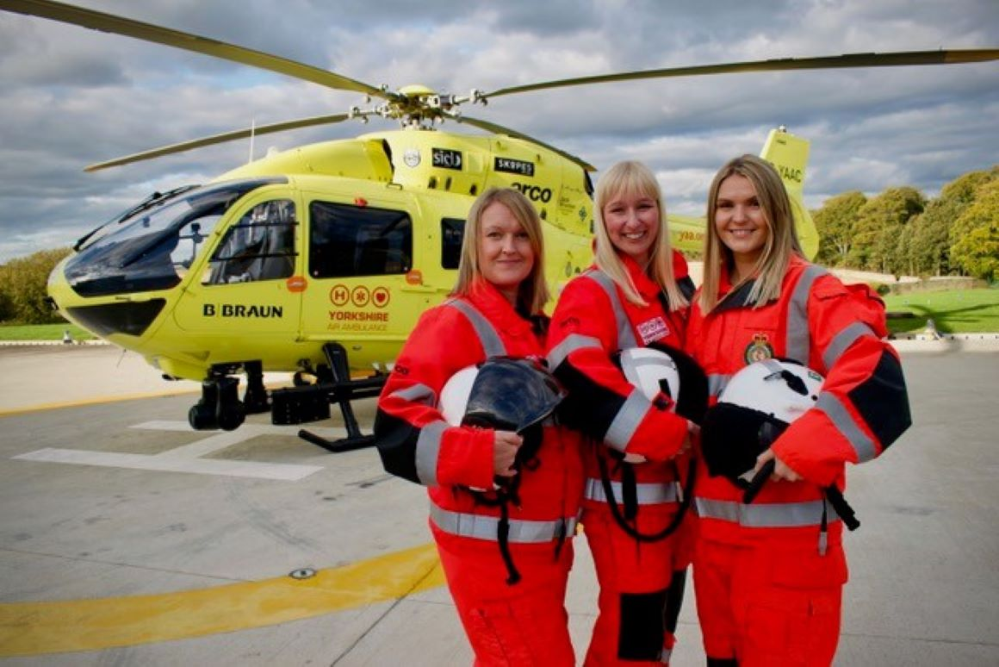 sicl
SKOPES
arco
YAAC
B BRAUN
H
YORKSHIRE
AIR AMBULANCE